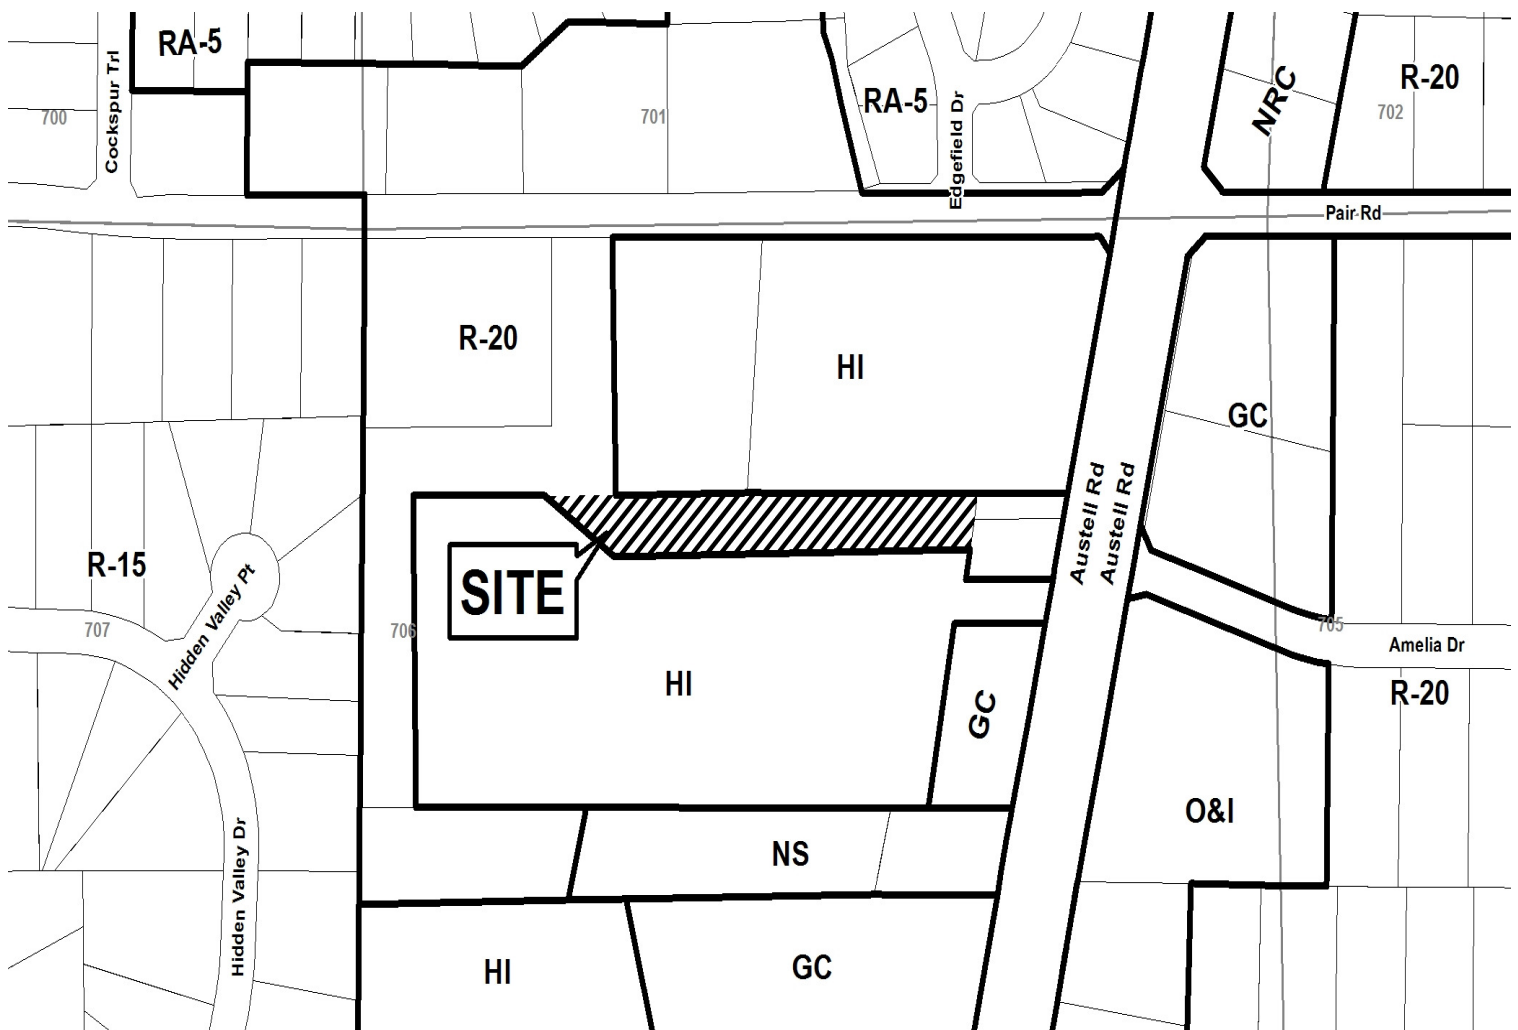 RA-5
Cockspur Trl
700
701
RA-5
Edgefield Dr
NRC
R-20
702
Pair Rd
R-20
HI
GC
Austell Rd
Austell Rd
R-15
Hidden Valley Pt
SITE
707
706
705
Amelia Dr
R-20
HI
GC
O&I
NS
Hidden Valley Dr
HI
GC